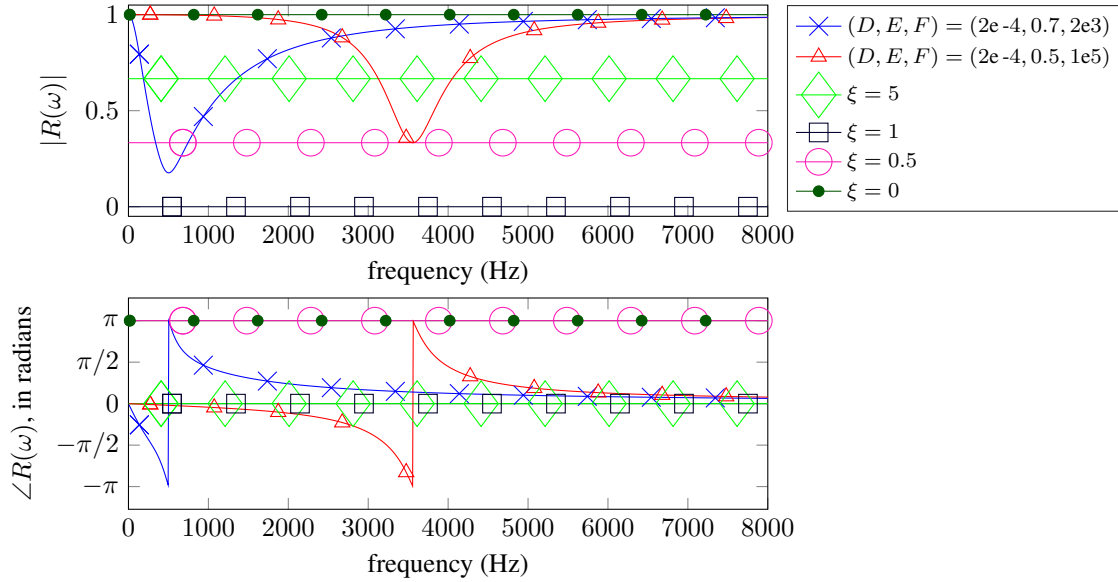 1
0.5
0
|R(ω)|
0 1000 2000 3000 4000 5000 6000 7000 8000
frequency (Hz)
(D, E, F) = (2e-4, 0.7, 2e3)
(D, E, F) = (2e-4, 0.5, 1e5)
ξ = 5
ξ = 1
ξ = 0.5
ξ = 0
π
π/2
0
−π/2
−π
∠R(ω), in radians
0 1000 2000 3000 4000 5000 6000 7000 8000
frequency (Hz)